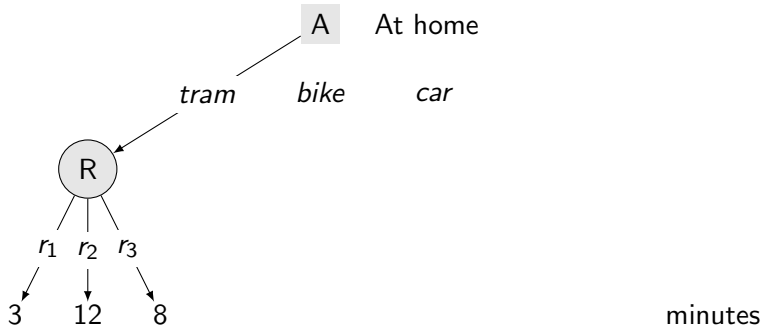 A At home
tram bike car
R
r1 r2 r3
3 12 8 minutes